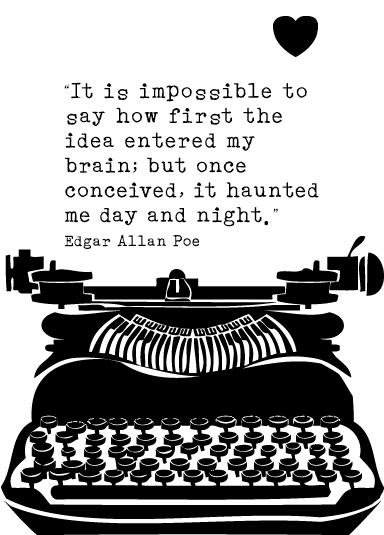 "It is impossible to
say how first the
idea entered my
brain; but once
conceived, it haunted
me day and night."
Edgar Allan Poe